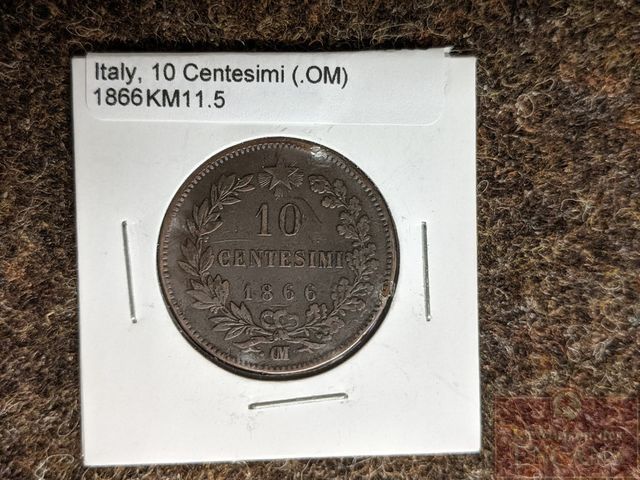 Italy, 10 Centesimi (.OM)
1866KM11.5
10
CENTESIMI
1866
OM